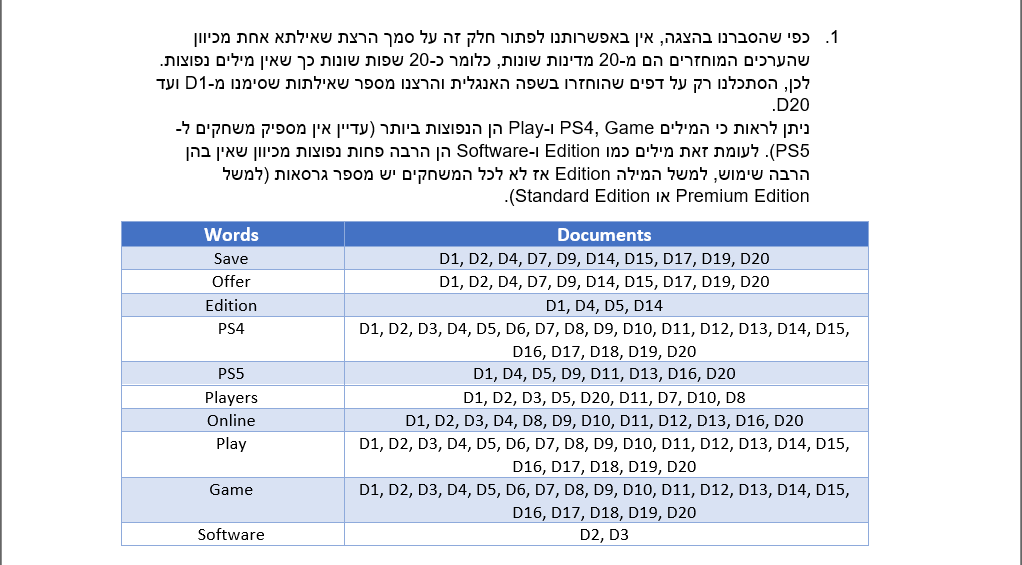 1. כפי שהסברנו בהצגה, אין באפשרותנו לפתור חלק זה על סמך הרצת שאילתא אחת מכיוון
שהערכים המוחזרים הם מ-20 מדינות שונות, כלומר כ-20 שפות שונות כך שאין מילים נפוצות.
לכן, הסתכלנו רק על דפים שהוחזרו בשפה האנגלית והרצנו מספר שאילתות שסימנו מ-D1 ועד
D20.
ניתן לראות כי המילים PS4, Game ו-Play הן הנפוצות ביותר (עדיין אין מספיק משחקים ל-
PS5). לעומת זאת מילים כמו Edition ו-Software הן הרבה פחות נפוצות מכיוון שאין בהן
הרבה שימוש, למשל המילה Edition אז לא לכל המשחקים יש מספר גרסאות (למשל
Premium Edition או Standard Edition).
Words Documents
Save D1, D2, D4, D7, D9, D14, D15, D17, D19, D20
Offer D1, D2, D4, D7, D9, D14, D15, D17, D19, D20
Edition D1, D4, D5, D14
PS4 D1, D2, D3, D4, D5, D6, D7, D8, D9, D10, D11, D12, D13, D14, D15,
D16, D17, D18, D19, D20
PS5 D1, D4, D5, D9, D11, D13, D16, D20
Players D1, D2, D3, D5, D20, D11, D7, D10, D8
Online D1, D2, D3, D4, D8, D9, D10, D11, D12, D13, D16, D20
Play D1, D2, D3, D4, D5, D6, D7, D8, D9, D10, D11, D12, D13, D14, D15,
D16, D17, D18, D19, D20
Game D1, D2, D3, D4, D5, D6, D7, D8, D9, D10, D11, D12, D13, D14, D15,
D16, D17, D18, D19, D20
Software D2, D3